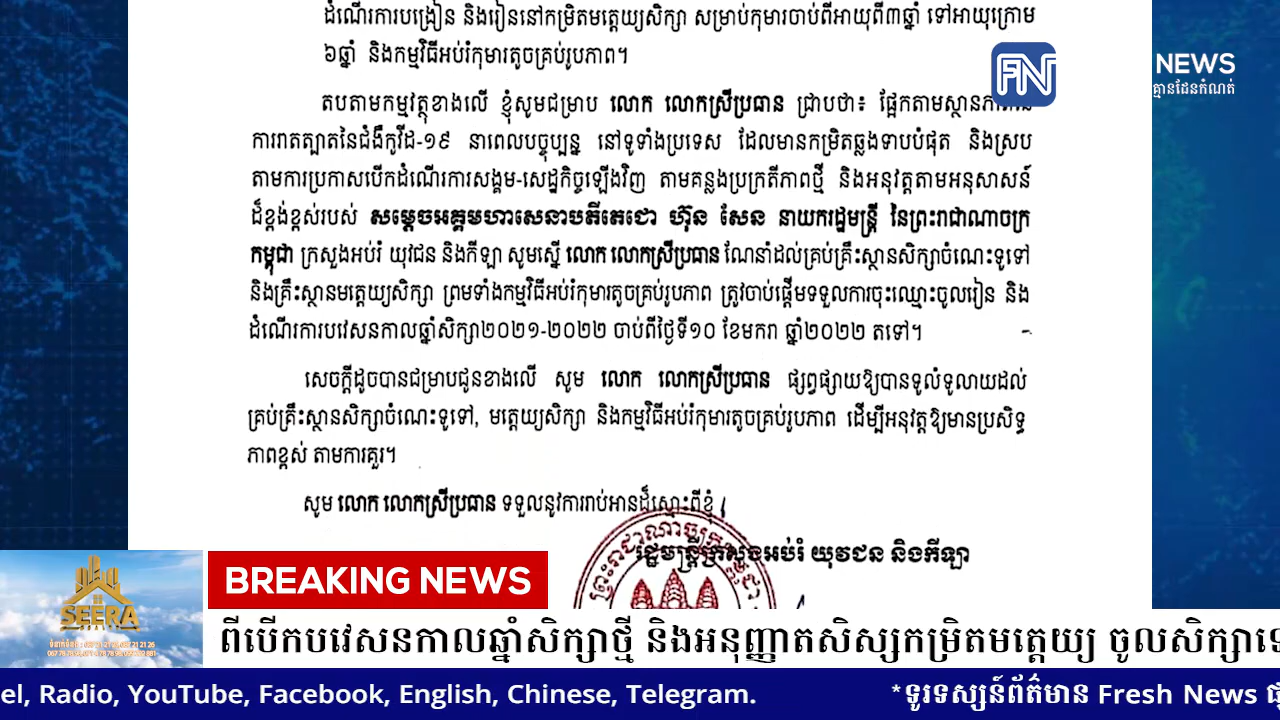 ដំណើរការបង្រៀន និងរៀននៅកម្រិតមត្តេយ្យសិក្សា សម្រាប់កុមារចាប់ពីអាយុពី៣ឆ្នាំ ទៅអាយុក្រោម
៦ឆ្នាំ និងកម្មវិធីអប់រំកុមារតូចគ្រប់រូបភាព។
FN
NEWS
គ្មានដែនកំណត់
តបតាមកម្មវត្ថុខាងលើ ខ្ញុំសូមជម្រាប លោក លោកស្រីប្រធាន ជ្រាបថា៖ ផ្អែកតាមស្ថានភាពនៃ
ការរាតត្បាតនៃជំងឺកូវីដ-១៩ នាពេលបច្ចុប្បន្ន នៅទូទាំងប្រទេស ដែលមានកម្រិតឆ្លងទាបបំផុត និងស្រប
តាមការប្រកាសបើកដំណើរការសង្គម-សេដ្ឋកិច្ចឡើងវិញ តាមគន្លងប្រក្រតីភាពថ្មី និងអនុវត្តតាមអនុសាសន៍
ដ៏ខ្ពង់ខ្ពស់របស់ សម្តេចអគ្គមហាសេនាបតីតេជោ ហ៊ុន សែន នាយករដ្ឋមន្ត្រី នៃព្រះរាជាណាចក្រ
កម្ពុជា ក្រសួងអប់រំ យុវជន និងកីឡា សូមស្នើ លោក លោកស្រីប្រធាន ណែនាំដល់គ្រប់គ្រឹះស្ថានសិក្សាចំណេះទូទៅ
និងគ្រឹះស្ថានមត្តេយ្យសិក្សា ព្រមទាំងកម្មវិធីអប់រំកុមារតូចគ្រប់រូបភាព ត្រូវចាប់ផ្តើមទទួលការចុះឈ្មោះចូលរៀន និង
ដំណើរការបវេសនកាលឆ្នាំសិក្សា២០២១-២០២២ ចាប់ពីថ្ងៃទី១០ ខែមករា ឆ្នាំ២០២២ តទៅ។
សេចក្តីដូចបានជម្រាបជូនខាងលើ សូម លោក លោកស្រីប្រធាន ផ្សព្វផ្សាយឱ្យបានទូលំទូលាយដល់
គ្រប់គ្រឹះស្ថានសិក្សាចំណេះទូទៅ, មត្តេយ្យសិក្សា និងកម្មវិធីអប់រំកុមារតូចគ្រប់រូបភាព ដើម្បីអនុវត្តឱ្យមានប្រសិទ្ធ
ភាពខ្ពស់ តាមការគួរ។
សូម លោក លោកស្រីប្រធាន ទទួលនូវការរាប់អានដ៏ស្មោះពីខ្ញុំ
រដ្ឋមន្ត្រីក្រសួងអប់រំ យុវជន និងកីឡា
ព្រះរាជាណាចក្រកម្ពុជា
SEERA
BREAKING NEWS
ពីបើកបវេសនកាលឆ្នាំសិក្សាថ្មី និងអនុញ្ញាតសិស្សកម្រិតមត្តេយ្យ ចូលសិក្សាទេ
el, Radio, YouTube, Facebook, English, Chinese, Telegram. *ទូរទស្សន៍ព័ត៌មាន Fresh News ផ្ស